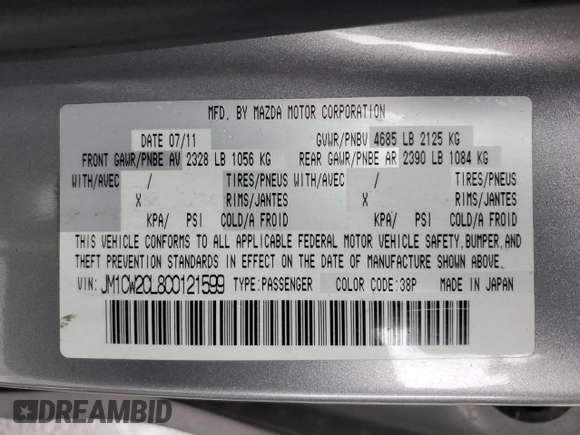 MFD. BY MAZDA MOTOR CORPORATION
DATE 07/11 GVWR/PNBV 4685 LB 2125 KG
FRONT GAWR/PNBE AV 2328 LB 1056 KG REAR GAWR/PNBE AR 2390 LB 1084 KG
WITH/AVEC / TIRES/PNEUS WITH/AVEC / TIRES/PNEUS
X RIMS/JANTES X RIMS/JANTES
KPA/ PSI COLD/A FROID KPA/ PSI COLD/A FROID
THIS VEHICLE CONFORMS TO ALL APPLICABLE FEDERAL MOTOR VEHICLE SAFETY, BUMPER, AND
THEFT PREVENTION STANDARDS IN EFFECT ON THE DATE OF MANUFACTURE SHOWN ABOVE.
VIN: JM1CW2CL8C0121599 TYPE:PASSENGER COLOR CODE:38P MADE IN JAPAN
DREAMBID